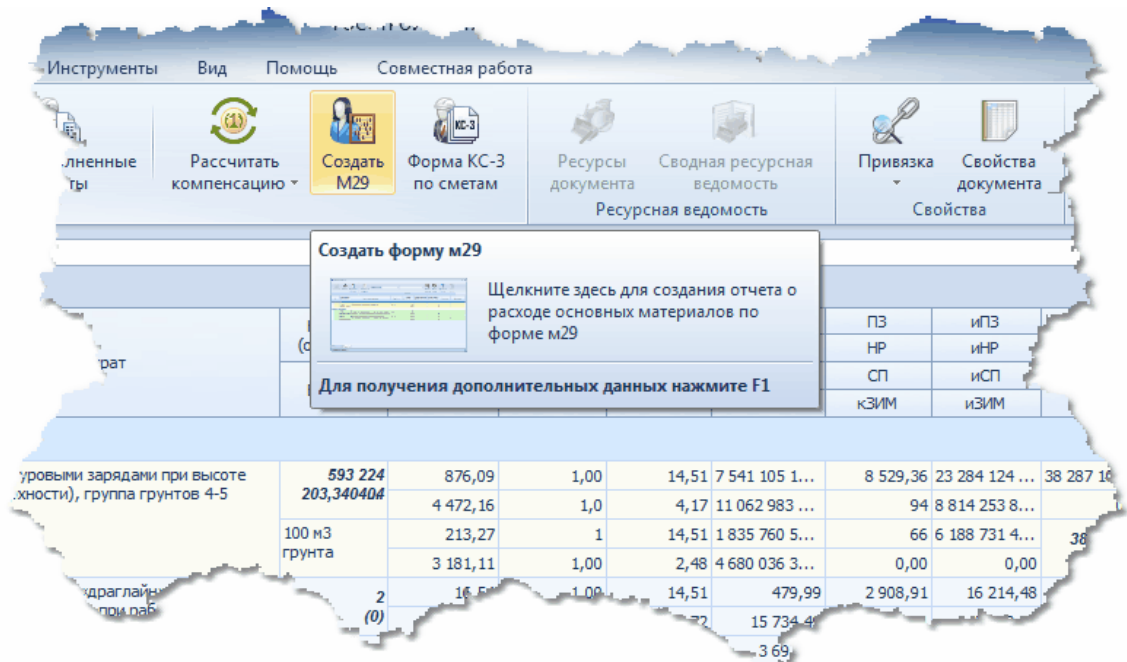 Инструменты Вид Помощь Совместная работа
Рассчитать Создать Форма КС-3 Ресурсы Сводная ресурсная Привязка Свойства
компенсацию М29 по сметам документа ведомость документа
Ресурсная ведомость Свойства
Создать форму м29
Щелкните здесь для создания отчета о
расходе основных материалов по
форме м29
Для получения дополнительных данных нажмите F1
ПЗ иПЗ
НР иНР
СП иСП
кЗИМ иЗИМ
зарядами при высоте 593 224 876,09 1,00 14,51 7 541 105 1... 8 529,36 23 284 124 ...
группа грунтов 4-5 203,340404 4 472,16 1,0 4,17 11 062 983 ... 94 8 814 253 8...
100 м3 213,27 1 14,51 1 835 760 5... 66 6 188 731 4...
грунта 3 181,11 1,00 2,48 4 680 036 3... 0,00 0,00
2 1,00 14,51 479,99 2 908,91 16 214,48
(0)